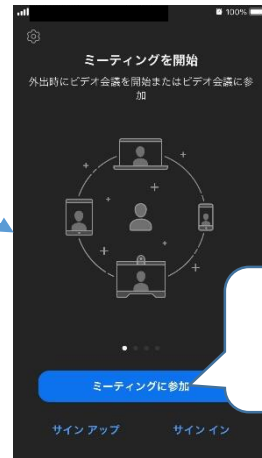 100%
ミーティングを開始
外出時にビデオ会議を開始またはビデオ会議に参
加
ミーティングに参加
サイン アップ
サイン イン